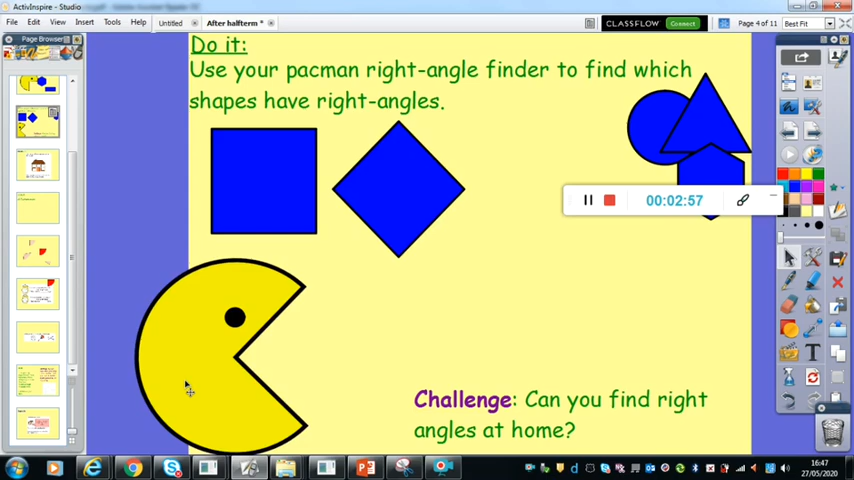 ActivInspire - Studio
File Edit View Insert Tools Help
Untitled
After halfterm *
CLASSFLOW
Connect
Page 4 of 11
Best Fit
Page Browser
Do it:
Use your pacman right-angle finder to find which
shapes have right-angles.
00:02:57
Challenge: Can you find right
angles at home?
16:47
27/05/2020